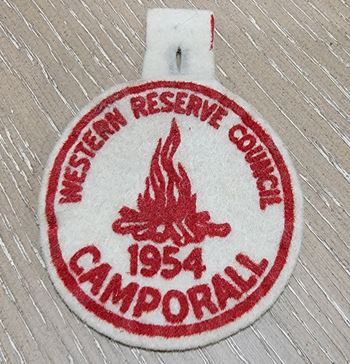 WESTERN RESERVE COUNCIL
1954
CAMPORALL